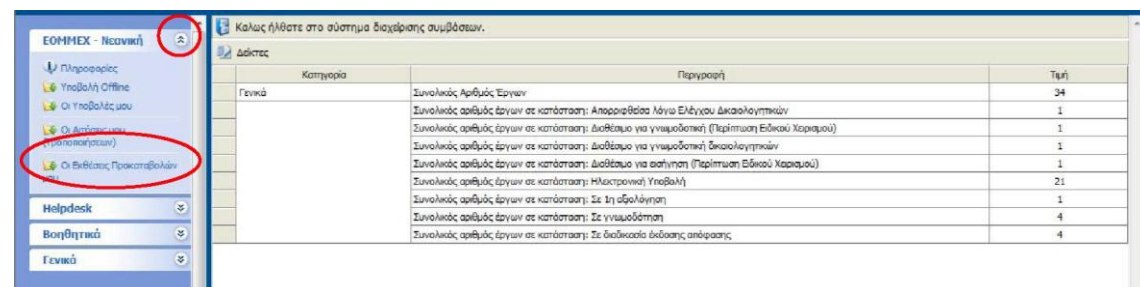 ΕΟΜΜΕΧ - Νεανική
Πληροφορίες
Υποβολή Offline
Οι Υποβολές μου
Οι Αιτήσεις μου
(Τροποποιήσεων)
Οι Εκθέσεις Προκαταβολών
μου
Helpdesk
Βοηθητικά
Γενικά
Καλως ήλθατε στο σύστημα διαχείρισης συμβάσεων.
Δείκτες
Κατηγορία Περιγραφή Τιμή
Γενικά Συνολικός Αριθμός Έργων 34
Συνολικός αριθμός έργων σε κατάσταση: Απορριφθείσα λόγω Ελέγχου Δικαιολογητικών 1
Συνολικός αριθμός έργων σε κατάσταση: Διαθέσιμο για γνωμοδοτική (Περίπτωση Ειδικού Χειρισμού) 1
Συνολικός αριθμός έργων σε κατάσταση: Διαθέσιμο για γνωμοδοτική δικαιολογητικών 1
Συνολικός αριθμός έργων σε κατάσταση: Διαθέσιμο για εισήγηση (Περίπτωση Ειδικού Χειρισμού) 1
Συνολικός αριθμός έργων σε κατάσταση: Ηλεκτρονική Υποβολή 21
Συνολικός αριθμός έργων σε κατάσταση: Σε 1η αξιολόγηση 1
Συνολικός αριθμός έργων σε κατάσταση: Σε γνωμοδότηση 4
Συνολικός αριθμός έργων σε κατάσταση: Σε διαδικασία έκδοσης απόφασης 4